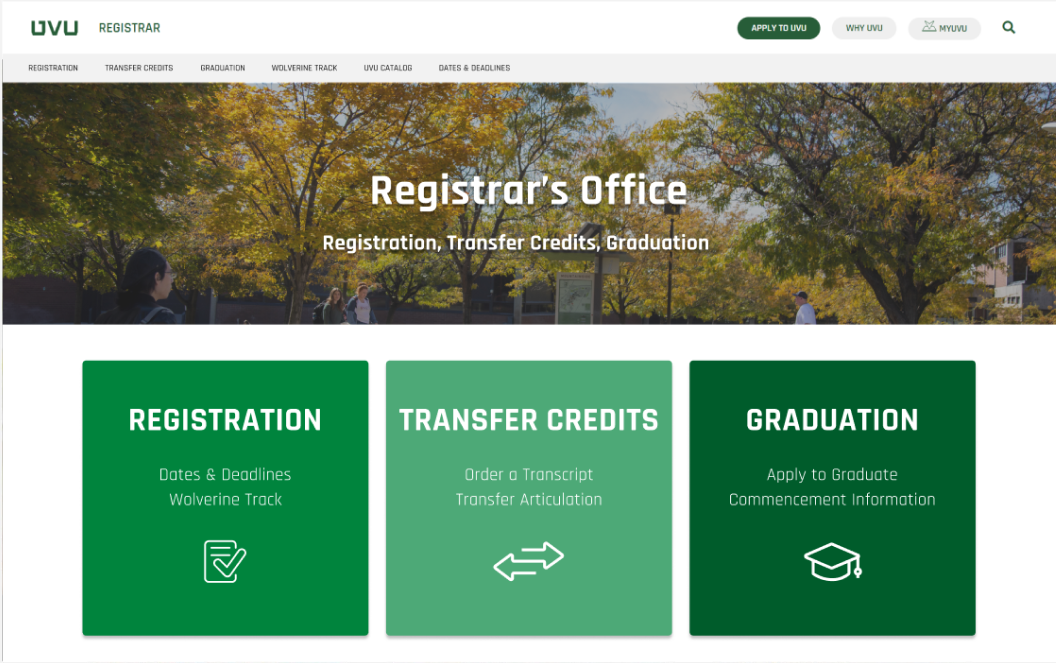 UVU REGISTRAR
APPLY TO UVU WHY UVU MYUVU
REGISTRATION TRANSFER CREDITS GRADUATION WOLVERINE TRACK UVU CATALOG DATES & DEADLINES
Registrar's Office
Registration, Transfer Credits, Graduation
REGISTRATION
Dates & Deadlines
Wolverine Track
TRANSFER CREDITS
Order a Transcript
Transfer Articulation
GRADUATION
Apply to Graduate
Commencement Information